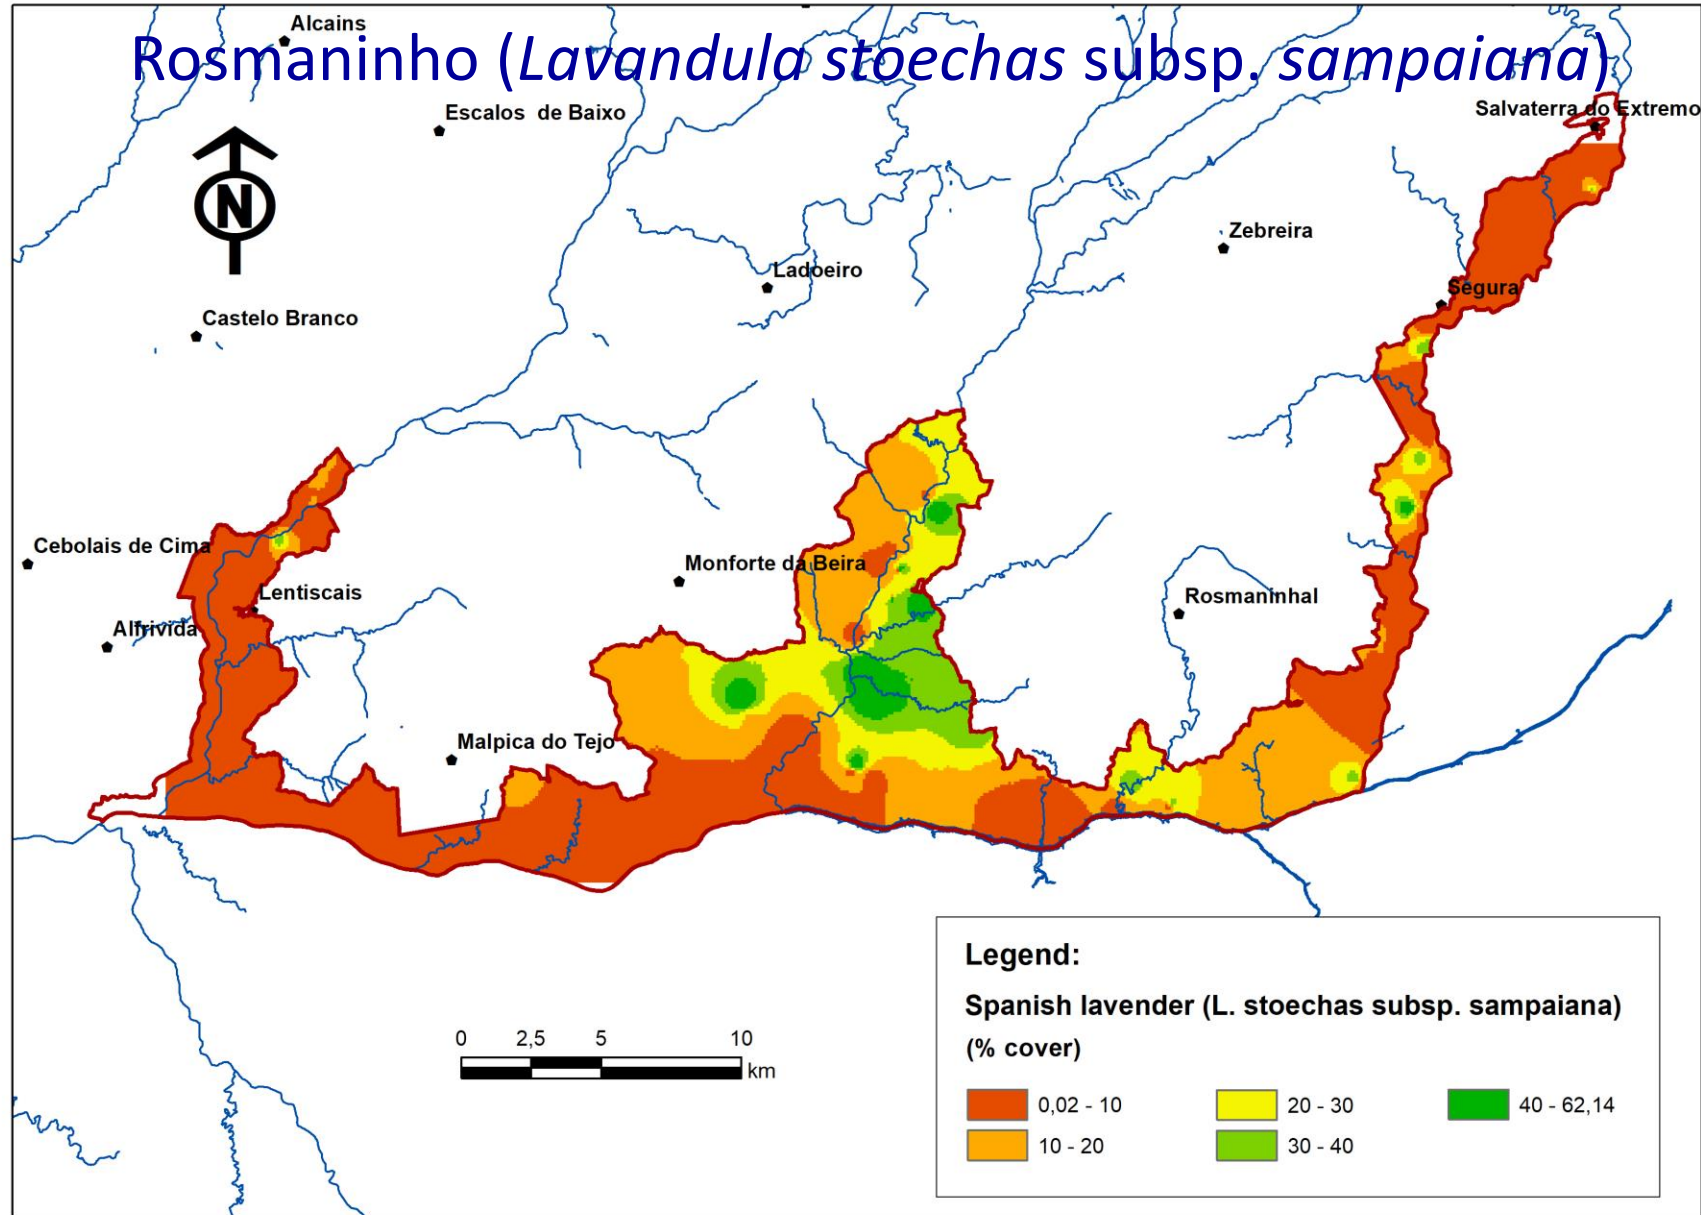 Rosmaninho (Lavandula stoechas subsp. sampaiana)
Alcains
Escalos de Baixo
Salvaterra do Extremo
N
Zebreira
Ladoeiro
Segura
Castelo Branco
Cebolais de Cima
Monforte da Beira
Lentiscais
Rosmaninhal
Alfrivida
Malpica do Tejo
Legend:
Spanish lavender (L. stoechas subsp. sampaiana)
(% cover)
0,02 - 10
20 - 30
40 - 62,14
10 - 20
30 - 40
0 2,5 5 10
km